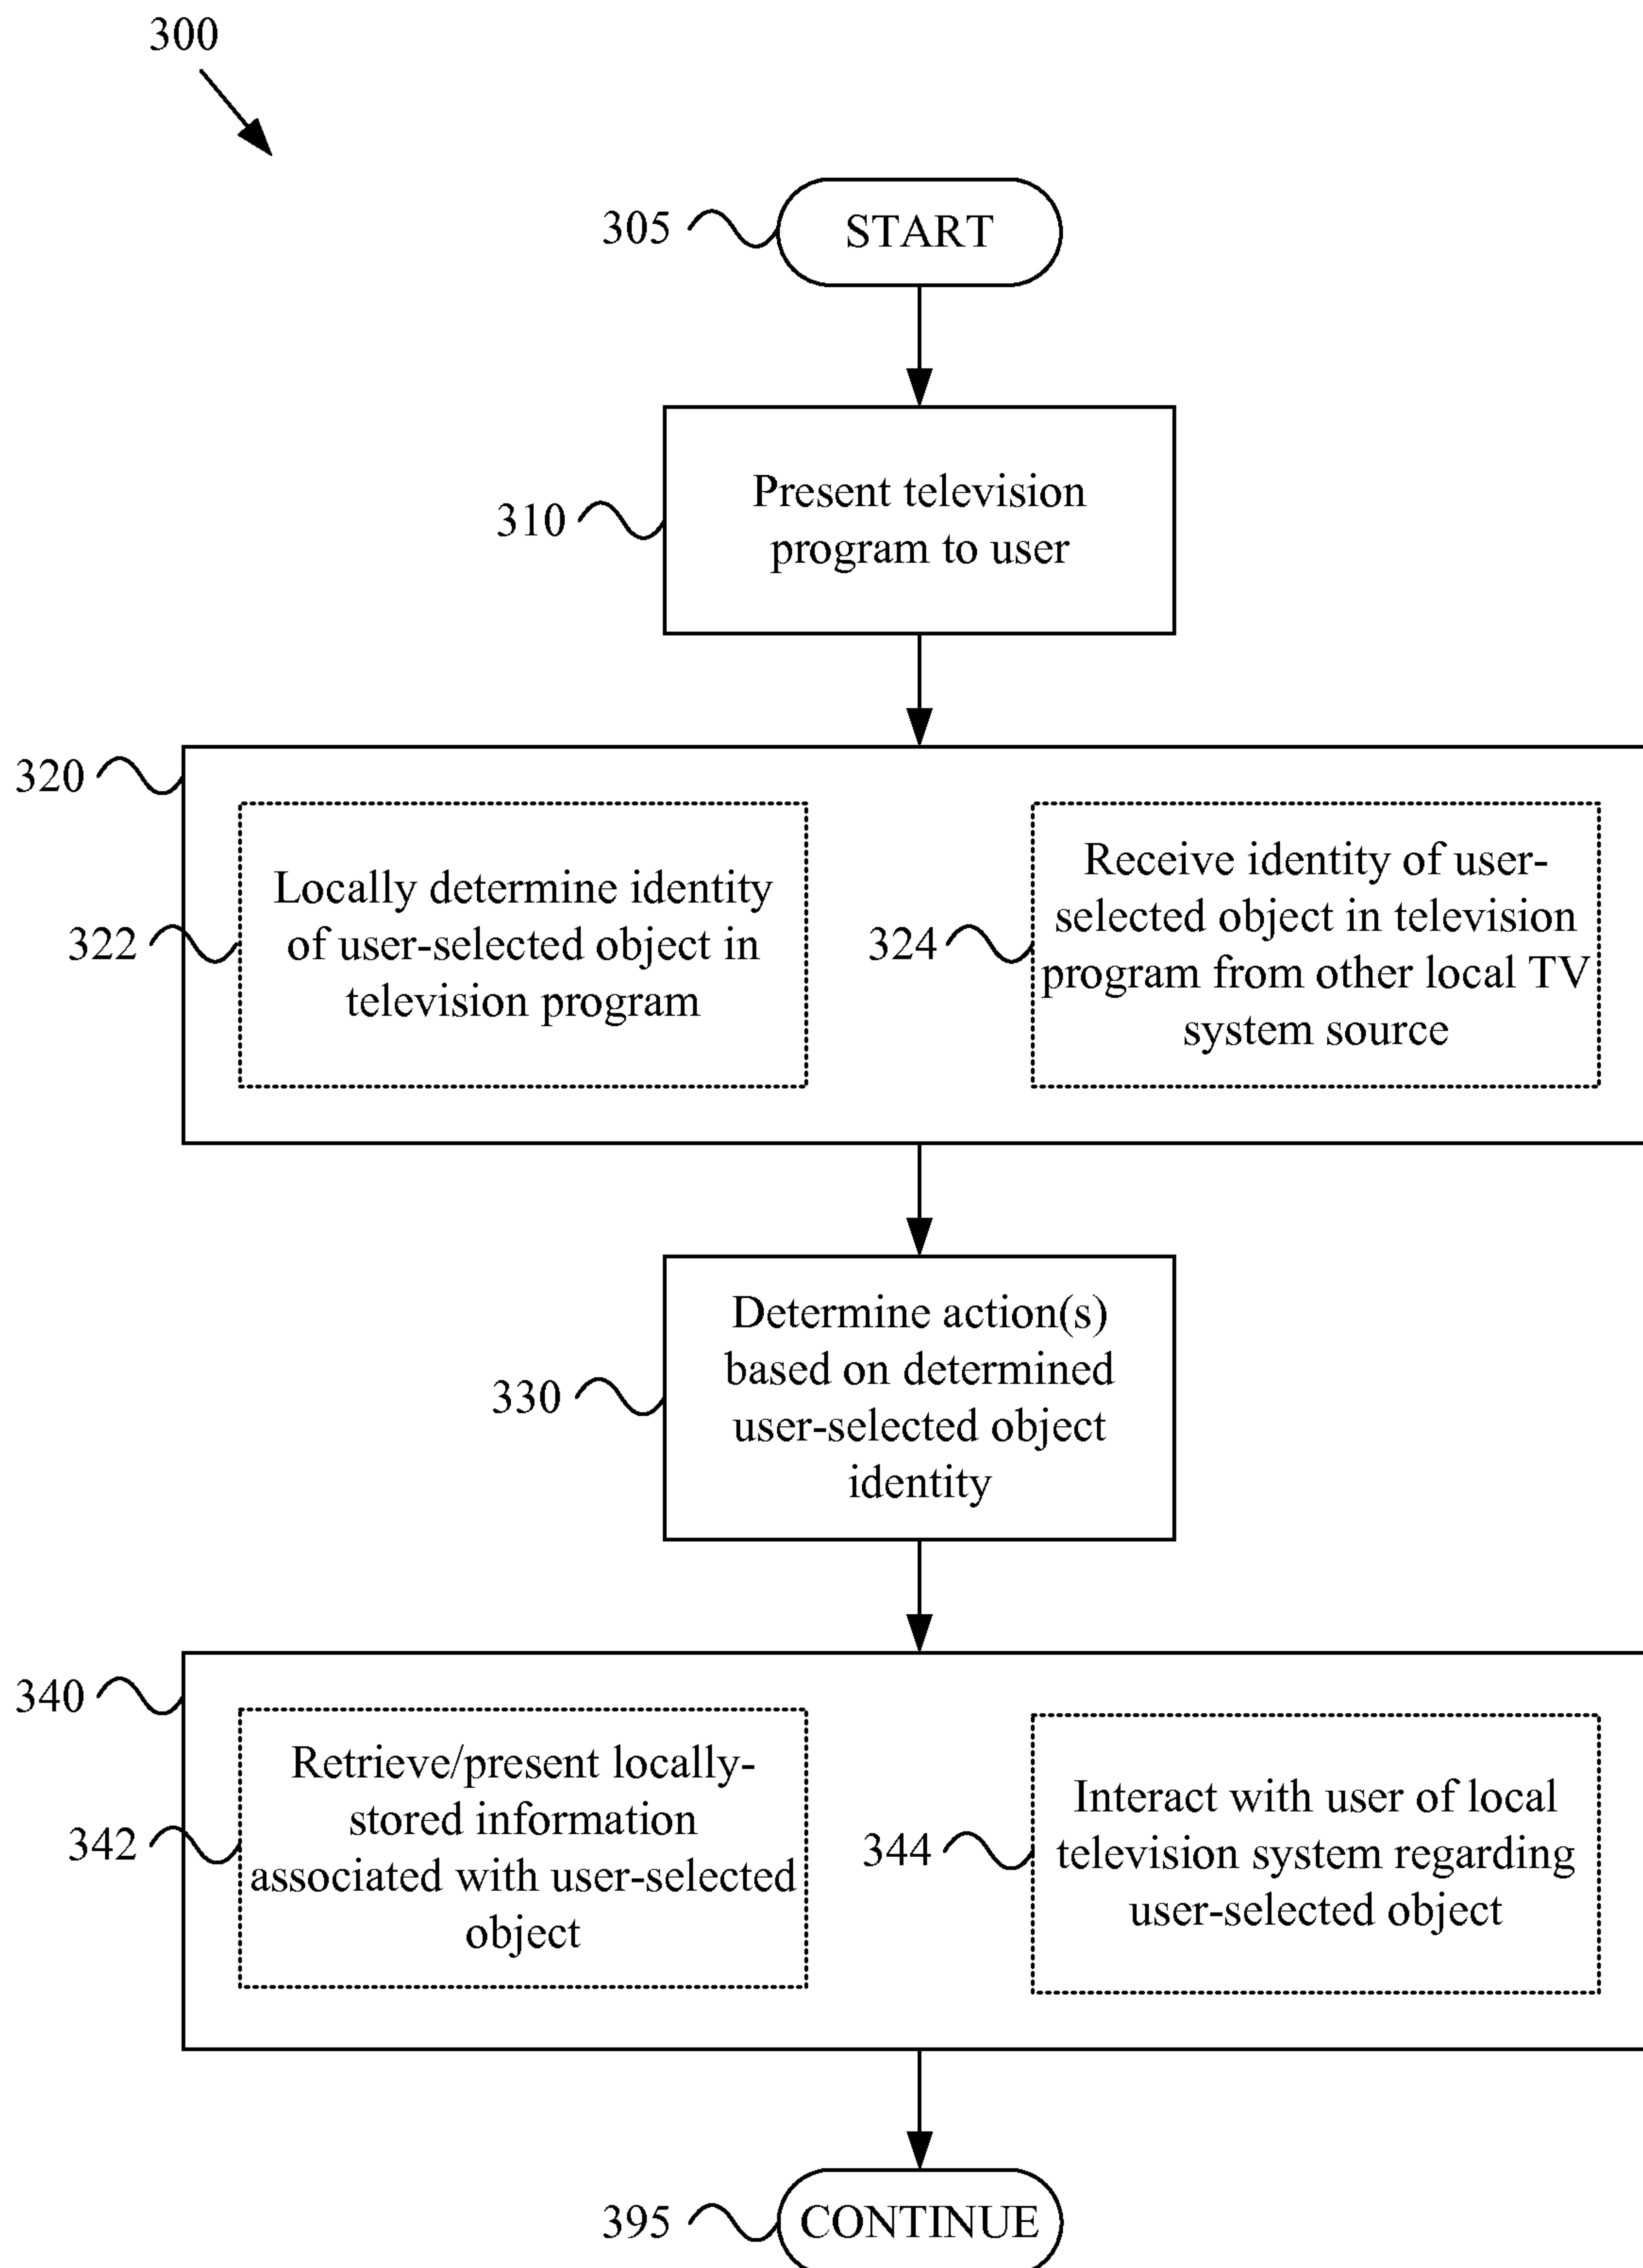 300
305
START
310
Present television
program to user
320
322
Locally determine identity
of user-selected object in
television program
324
Receive identity of user-
selected object in television
program from other local TV
system source
330
Determine action(s)
based on determined
user-selected object
identity
340
342
Retrieve/present locally-
stored information
associated with user-selected
object
344
Interact with user of local
television system regarding
user-selected object
395
CONTINUE